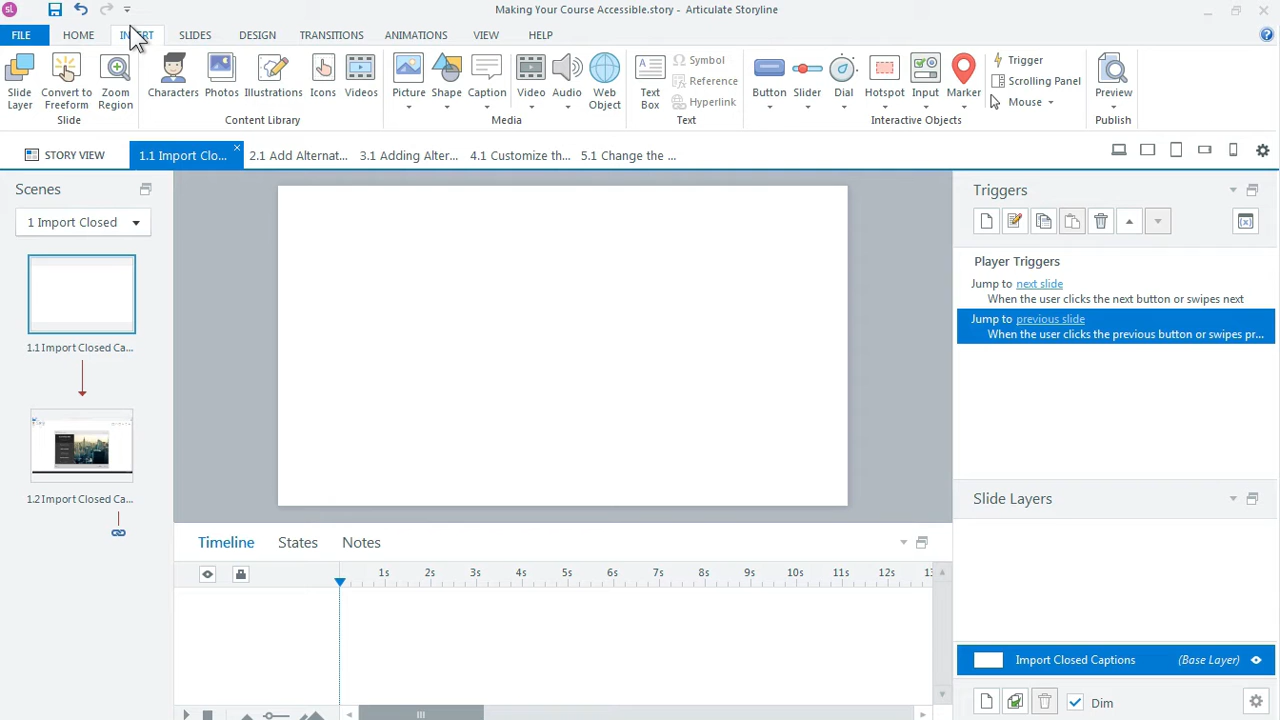 sl
Making Your Course Accessible.story - Articulate Storyline
FILE HOME INSERT SLIDES DESIGN TRANSITIONS ANIMATIONS VIEW HELP
Slide Layer
Convert to Freeform
Zoom Region
Characters
Photos
Illustrations
Icons
Videos
Picture
Shape
Caption
Video
Audio
Web Object
Text Box
Symbol
Reference
Hyperlink
Button
Slider
Dial
Hotspot
Input
Marker
Trigger
Scrolling Panel
Mouse
Preview
Slide
Content Library
Media
Text
Interactive Objects
Publish
STORY VIEW
1.1 Import Clo...
2.1 Add Alternat...
3.1 Adding Alter...
4.1 Customize th...
5.1 Change the ...
Scenes
1 Import Closed
1.1 Import Closed Ca...
1.2 Import Closed Ca...
Timeline States Notes
1s 2s 3s 4s 5s 6s 7s 8s 9s 10s 11s 12s 13
Triggers
(x)
Player Triggers
Jump to next slide
When the user clicks the next button or swipes next
Jump to previous slide
When the user clicks the previous button or swipes pr...
Slide Layers
Import Closed Captions (Base Layer)
Dim